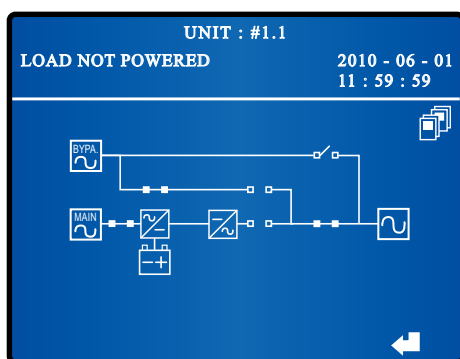 UNIT : #1.1
LOAD NOT POWERED
2010 - 06 - 01
11 : 59 : 59
BYPA.
MAIN